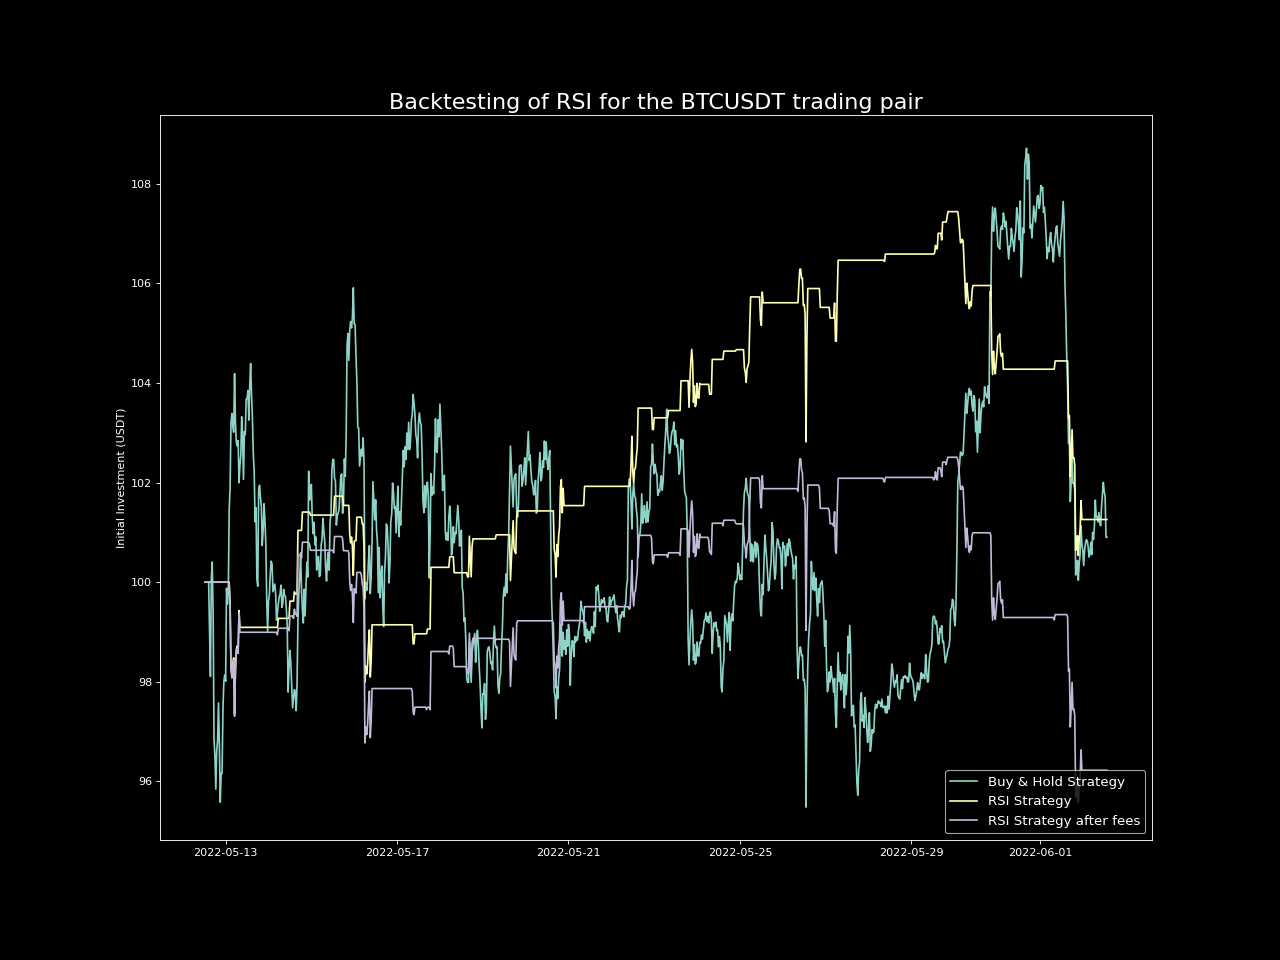 Backtesting of RSI for the BTCUSDT trading pair
Initial Investment (USDT)
108
106
104
102
100
98
96
Buy & Hold Strategy
RSI Strategy
RSI Strategy after fees
2022-05-13 2022-05-17 2022-05-21 2022-05-25 2022-05-29 2022-06-01